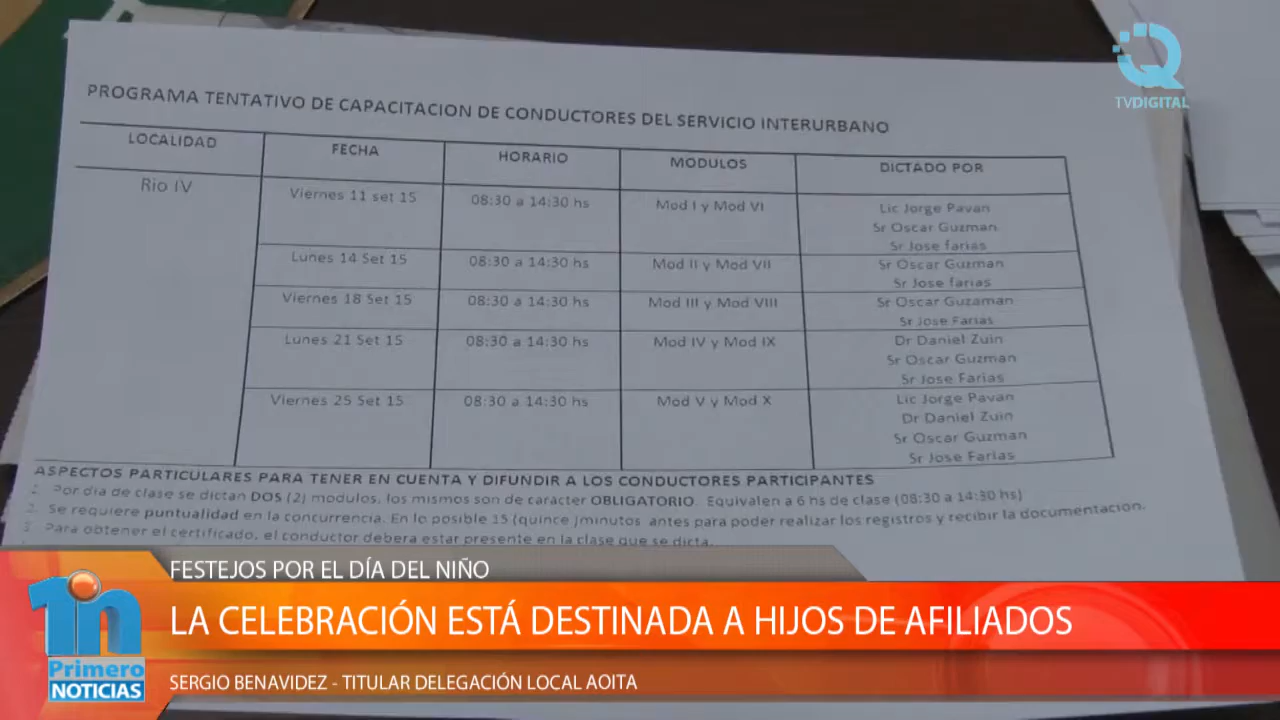 TVDIGITAL
PROGRAMA TENTATIVO DE CAPACITACION DE CONDUCTORES DEL SERVICIO INTERURBANO
LOCALIDAD FECHA HORARIO MODULOS DICTADO POR
Rio IV Viernes 11 set 15 08:30 a 14:30 hs Mod I y Mod VI Lic Jorge Pavan
Sr Oscar Guzman
Sr Jose farias
Lunes 14 Set 15 08:30 a 14:30 hs Mod II y Mod VII Sr Oscar Guzman
Sr Jose farias
Viernes 18 Set 15 08:30 a 14:30 hs Mod III y Mod VIII Sr Oscar Guzaman
Sr Jose Farias
Lunes 21 Set 15 08:30 a 14:30 hs Mod IV y Mod IX Dr Daniel Zuin
Sr Oscar Guzman
Sr Jose Farias
Viernes 25 Set 15 08:30 a 14:30 hs Mod V y Mod X Lic Jorge Pavan
Dr Daniel Zuin
Sr Oscar Guzman
Sr Jose Farias
ASPECTOS PARTICULARES PARA TENER EN CUENTA Y DIFUNDIR A LOS CONDUCTORES PARTICIPANTES
1. Por dia de clase se dictan DOS (2) modulos, los mismos son de carácter OBLIGATORIO. Equivalen a 6 hs de clase (08:30 a 14:30 hs)
2. Se requiere puntualidad en la concurrencia. En lo posible 15 (quince )minutos antes para poder realizar los registros y recibir la documentación.
3. Para obtener el certificado, el conductor debera estar presente en la clase que se dicta.
FESTEJOS POR EL DÍA DEL NIÑO
LA CELEBRACIÓN ESTÁ DESTINADA A HIJOS DE AFILIADOS
1n
Primero
NOTICIAS
SERGIO BENAVIDEZ - TITULAR DELEGACIÓN LOCAL AOITA